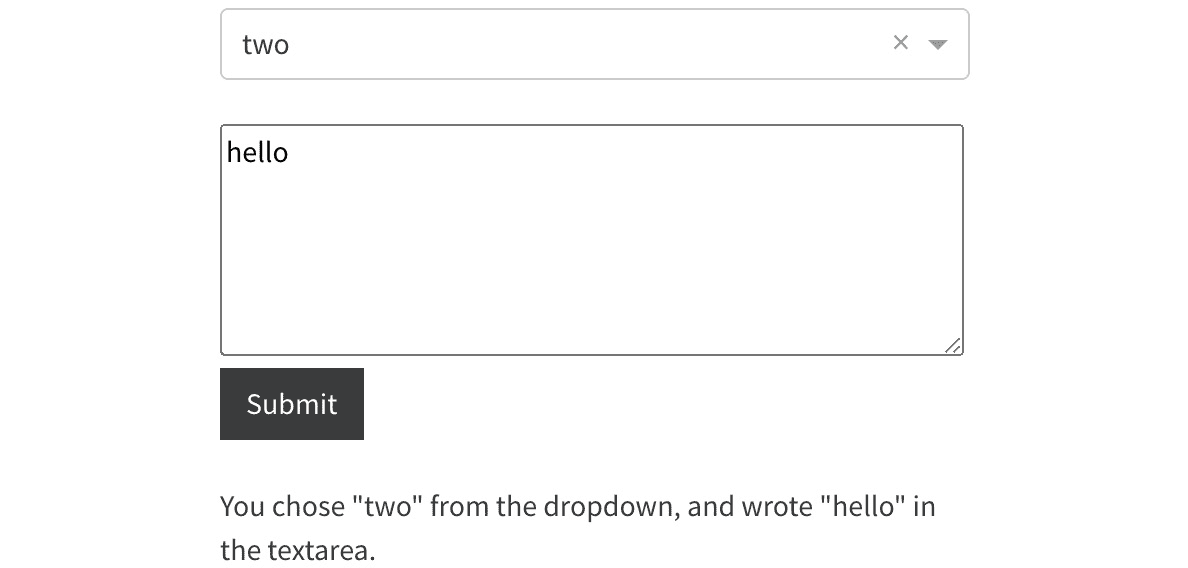 two
hello
Submit
You chose "two" from the dropdown, and wrote "hello" in
the textarea.